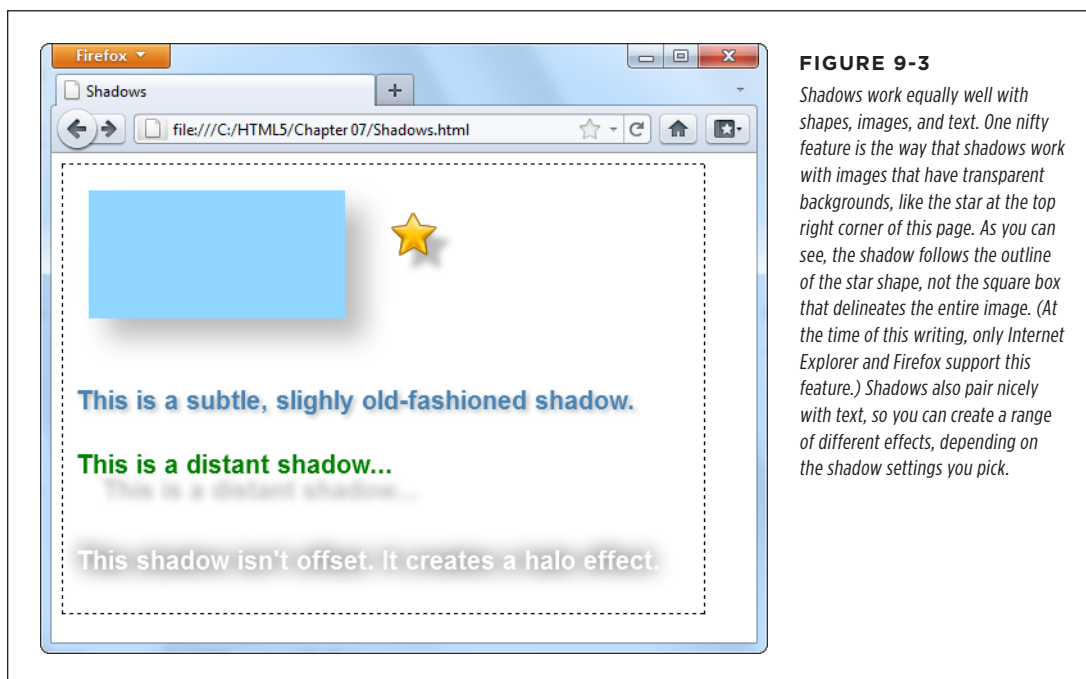 Firefox
Shadows
file:///C:/HTML5/Chapter 07/Shadows.html
This is a subtle, slighly old-fashioned shadow.
This is a distant shadow...
This is a distant shadow...
This shadow isn't offset. It creates a halo effect.
FIGURE 9-3
Shadows work equally well with
shapes, images, and text. One nifty
feature is the way that shadows work
with images that have transparent
backgrounds, like the star at the top
right corner of this page. As you can
see, the shadow follows the outline
of the star shape, not the square box
that delineates the entire image. (At
the time of this writing, only Internet
Explorer and Firefox support this
feature.) Shadows also pair nicely
with text, so you can create a range
of different effects, depending on
the shadow settings you pick.